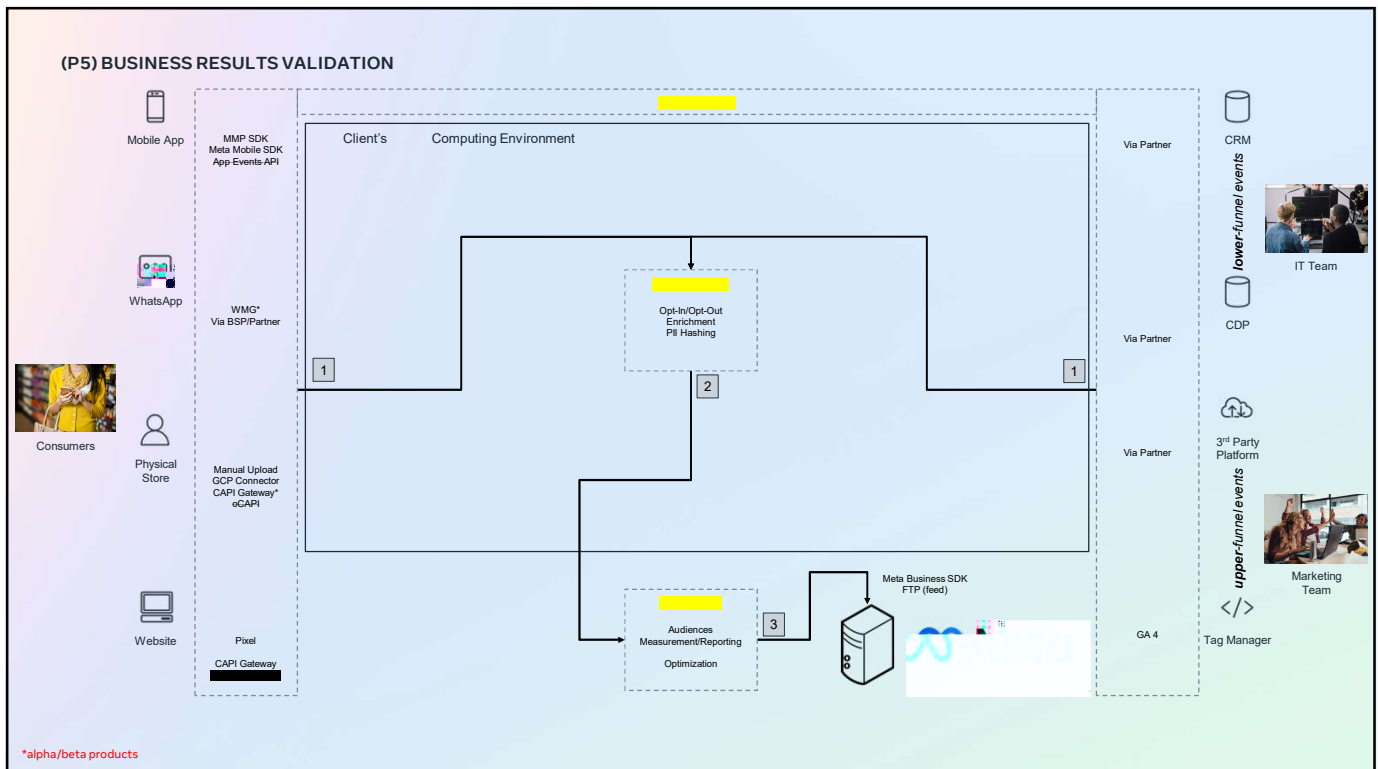 (P5) BUSINESS RESULTS VALIDATION
Mobile App
MMP SDK
Meta Mobile SDK
App Events API
Client's Computing Environment
Via Partner
CRM
lower-funnel events
IT Team
WhatsApp
WMG*
Via BSP/Partner
Opt-In/Opt-Out
Enrichment
PII Hashing
Via Partner
CDP
1
2
1
Consumers
Physical
Store
Manual Upload
GCP Connector
CAPI Gateway*
oCAPI
Via Partner
3rd Party
Platform
upper-funnel events
Marketing
Team
Website
Pixel
CAPI Gateway
Audiences
Measurement/Reporting
Optimization
3
Meta Business SDK
FTP (feed)
GA 4
Tag Manager
*alpha/beta products